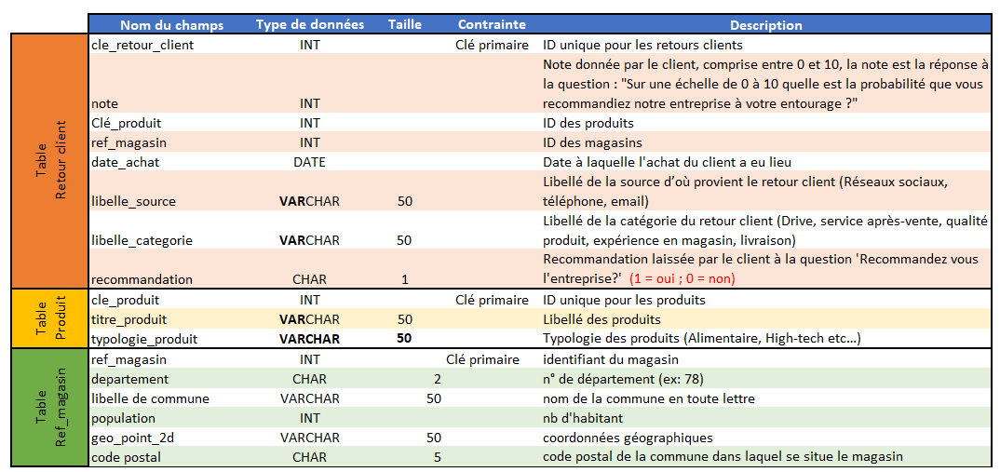 Nom du champs Type de données Taille Contrainte Description
Table
Retour client
cle_retour_client INT Clé primaire ID unique pour les retours clients
Note donnée par le client, comprise entre 0 et 10, la note est la réponse à
la question : "Sur une échelle de 0 à 10 quelle est la probabilité que vous
note INT recommandiez notre entreprise à votre entourage ?"
Clé_produit INT ID des produits
ref_magasin INT ID des magasins
date_achat DATE Date à laquelle l'achat du client a eu lieu
Libellé de la source d’où provient le retour client (Réseaux sociaux,
libelle_source VARCHAR 50 téléphone, email)
Libellé de la catégorie du retour client (Drive, service après-vente, qualité
libelle_categorie VARCHAR 50 produit, expérience en magasin, livraison)
Recommandation laissée par le client à la question 'Recommandez vous
recommandation CHAR 1 l'entreprise?' (1 = oui ; 0 = non)
Table
Produit
cle_produit INT Clé primaire ID unique pour les produits
titre_produit VARCHAR 50 Libellé des produits
typologie_produit VARCHAR 50 Typologie des produits (Alimentaire, High-tech etc…)
Table
Ref_magasin
ref_magasin INT Clé primaire identifiant du magasin
departement CHAR 2 n° de département (ex: 78)
libelle de commune VARCHAR 50 nom de la commune en toute lettre
population INT nb d'habitant
geo_point_2d VARCHAR 50 coordonnées géographiques
code postal CHAR 5 code postal de la commune dans laquel se situe le magasin